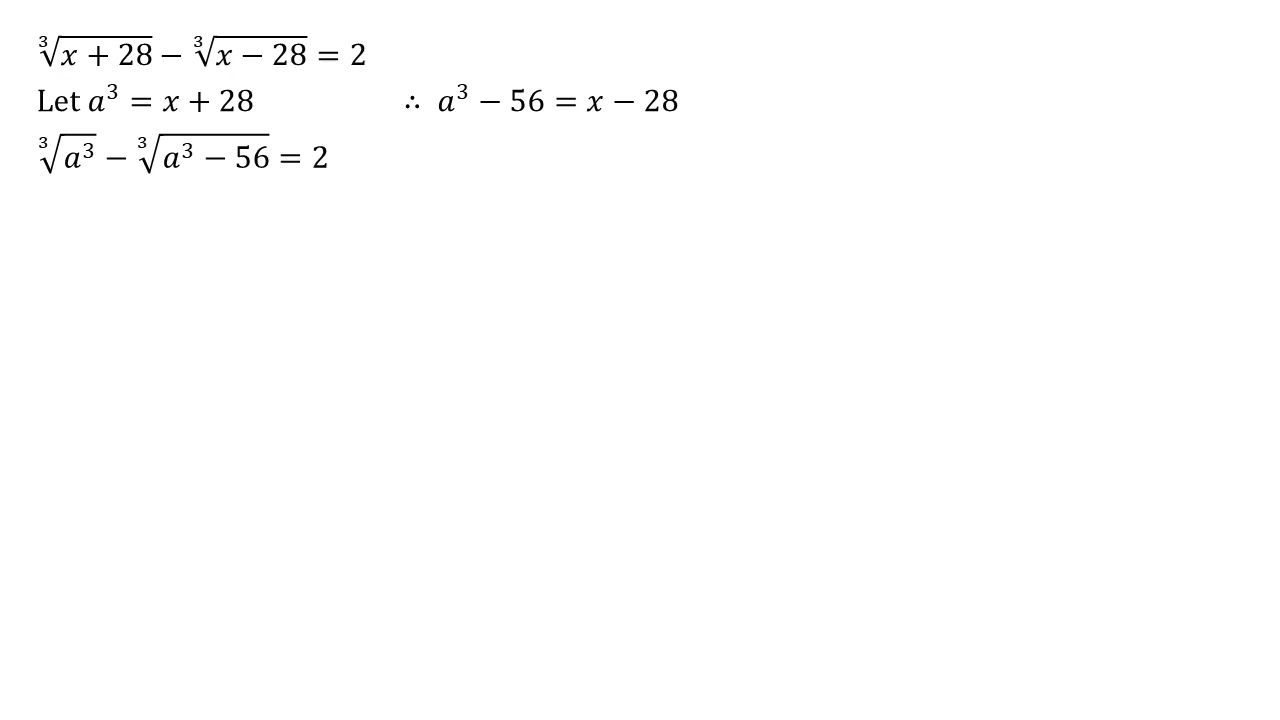 ∛(x + 28) − ∛(x − 28) = 2
Let a³ = x + 28 ∴ a³ − 56 = x − 28
∛(a³) − ∛(a³ − 56) = 2